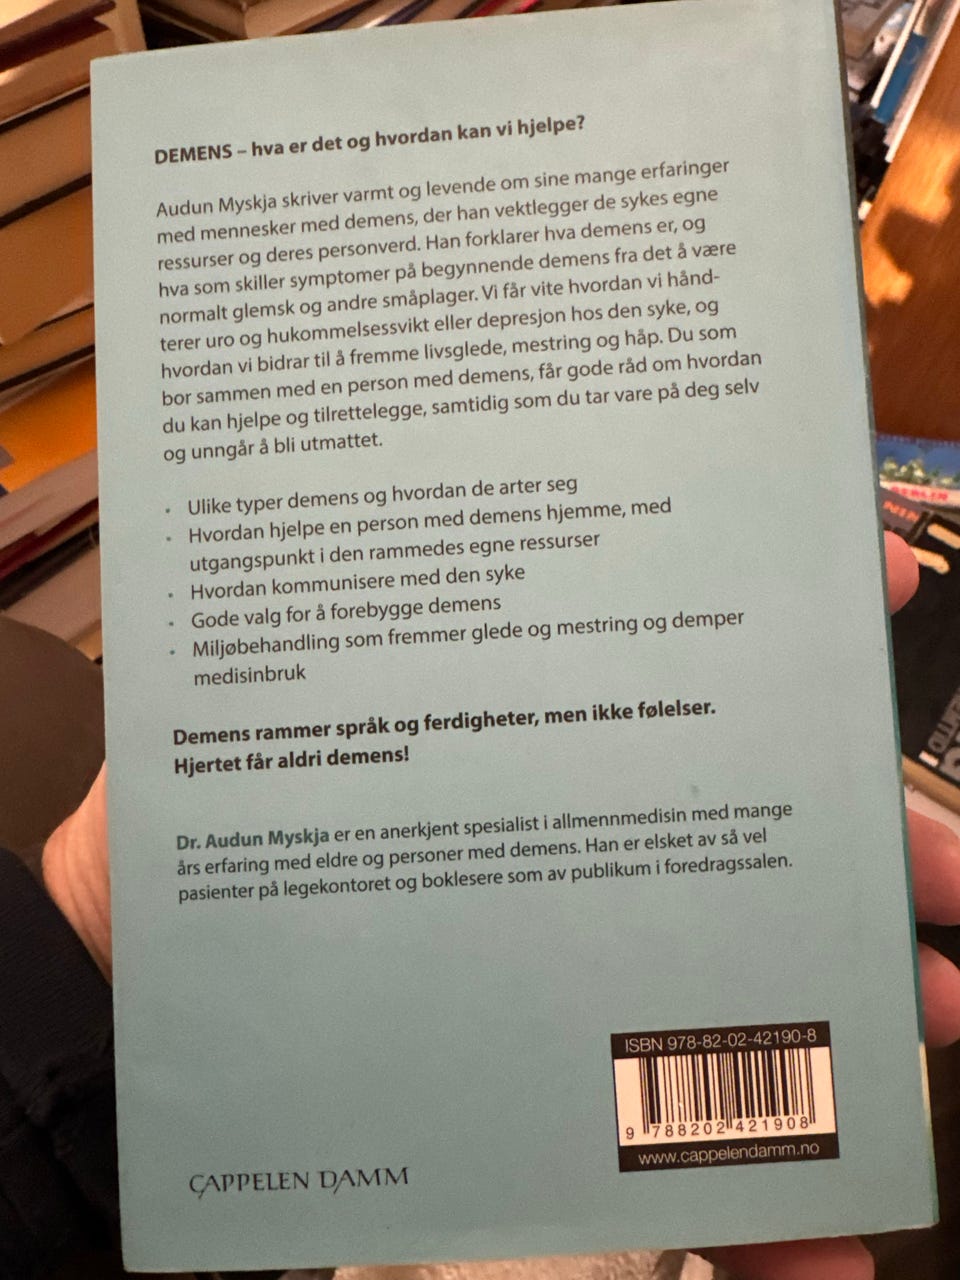 DEMENS – hva er det og hvordan kan vi hjelpe?
Audun Myskja skriver varmt og levende om sine mange erfaringer
med mennesker med demens, der han vektlegger de sykes egne
ressurser og deres personverd. Han forklarer hva demens er, og
hva som skiller symptomer på begynnende demens fra det å være
normalt glemsk og andre småplager. Vi får vite hvordan vi hånd-
terer uro og hukommelsessvikt eller depresjon hos den syke, og
hvordan vi bidrar til å fremme livsglede, mestring og håp. Du som
bor sammen med en person med demens, får gode råd om hvordan
du kan hjelpe og tilrettelegge, samtidig som du tar vare på deg selv
og unngår å bli utmattet.
• Ulike typer demens og hvordan de arter seg
• Hvordan hjelpe en person med demens hjemme, med
utgangspunkt i den rammedes egne ressurser
• Hvordan kommunisere med den syke
• Gode valg for å forebygge demens
• Miljøbehandling som fremmer glede og mestring og demper
medisinbruk
Demens rammer språk og ferdigheter, men ikke følelser.
Hjertet får aldri demens!
Dr. Audun Myskja er en anerkjent spesialist i allmennmedisin med mange
års erfaring med eldre og personer med demens. Han er elsket av så vel
pasienter på legekontoret og boklesere som av publikum i foredragssalen.
ISBN 978-82-02-42190-8
9 788202 421908
www.cappelendamm.no
CAPPELEN DAMM